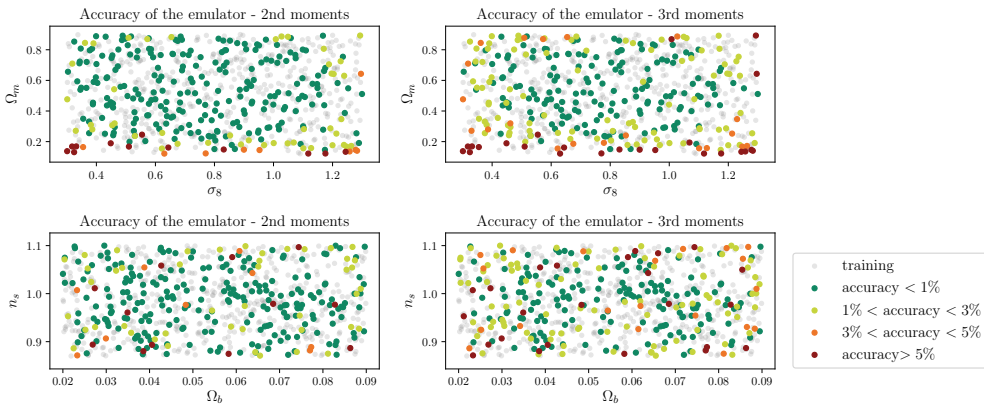 Accuracy of the emulator - 2nd moments
Accuracy of the emulator - 3rd moments
0.8
0.6
0.4
0.2
Ωm
0.4 0.6 0.8 1.0 1.2
σ8
0.8
0.6
0.4
0.2
Ωm
0.4 0.6 0.8 1.0 1.2
σ8
Accuracy of the emulator - 2nd moments
Accuracy of the emulator - 3rd moments
1.1
1.0
0.9
ns
0.02 0.03 0.04 0.05 0.06 0.07 0.08 0.09
Ωb
1.1
1.0
0.9
ns
0.02 0.03 0.04 0.05 0.06 0.07 0.08 0.09
Ωb
training
accuracy < 1%
1% < accuracy < 3%
3% < accuracy < 5%
accuracy> 5%